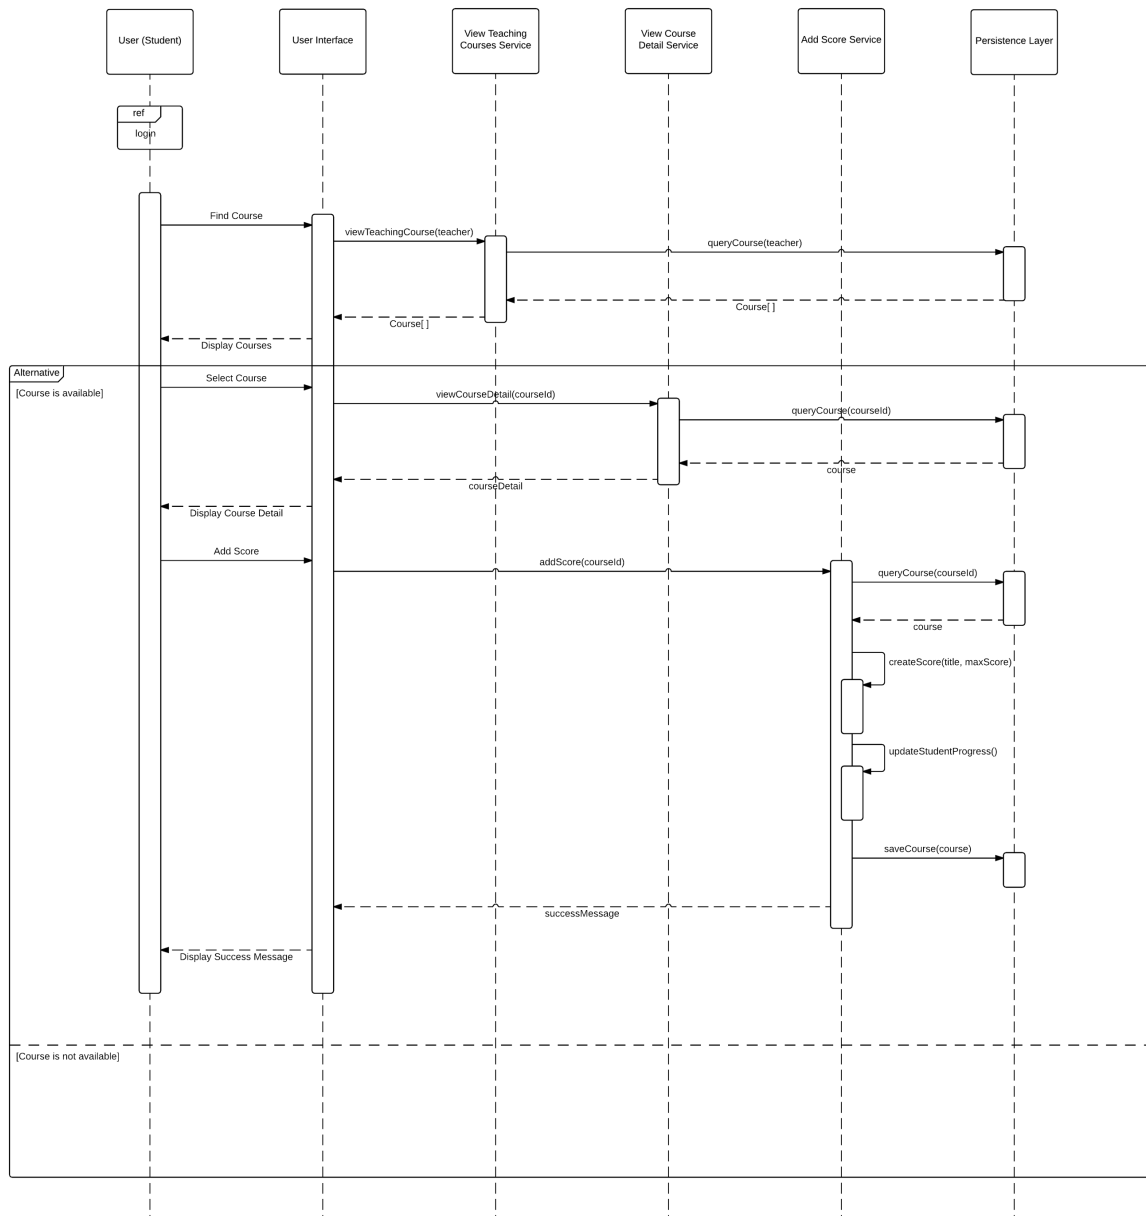 User (Student)
User Interface
View Teaching
Courses Service
View Course
Detail Service
Add Score Service
Persistence Layer
ref
login
Find Course
viewTeachingCourse(teacher)
queryCourse(teacher)
Course[ ]
Course[ ]
Display Courses
Alternative
[Course is available]
Select Course
viewCourseDetail(courseId)
queryCourse(courseId)
course
courseDetail
Display Course Detail
Add Score
addScore(courseId)
queryCourse(courseId)
course
createScore(title, maxScore)
updateStudentProgress()
saveCourse(course)
successMessage
Display Success Message
[Course is not available]